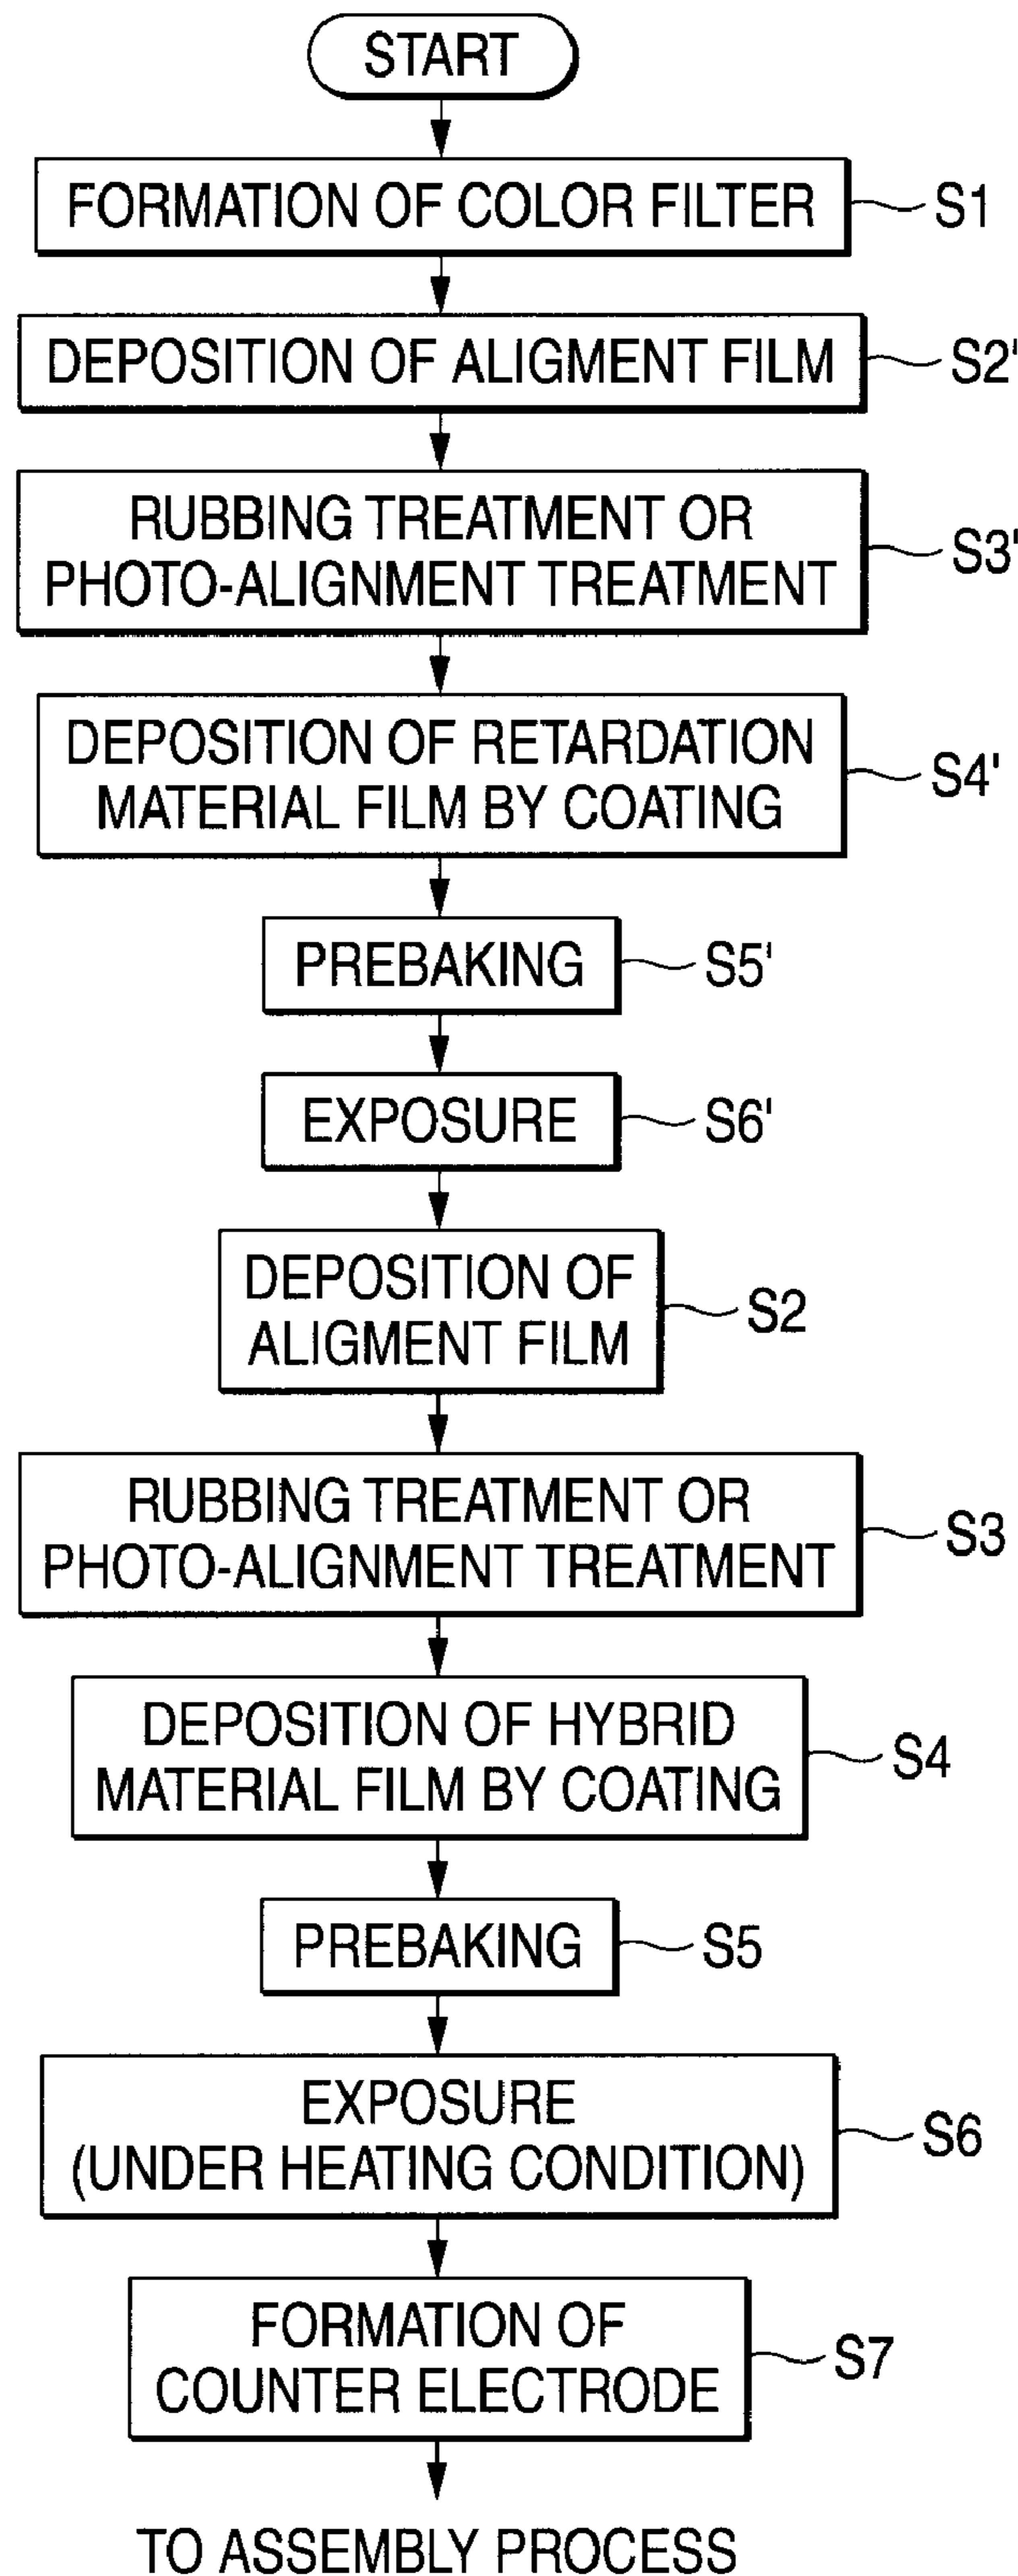 START
FORMATION OF COLOR FILTER
S1
DEPOSITION OF ALIGMENT FILM
S2'
RUBBING TREATMENT OR
PHOTO-ALIGNMENT TREATMENT
S3'
DEPOSITION OF RETARDATION
MATERIAL FILM BY COATING
S4'
PREBAKING
S5'
EXPOSURE
S6'
DEPOSITION OF
ALIGMENT FILM
S2
RUBBING TREATMENT OR
PHOTO-ALIGNMENT TREATMENT
S3
DEPOSITION OF HYBRID
MATERIAL FILM BY COATING
S4
PREBAKING
S5
EXPOSURE
(UNDER HEATING CONDITION)
S6
FORMATION OF
COUNTER ELECTRODE
S7
TO ASSEMBLY PROCESS